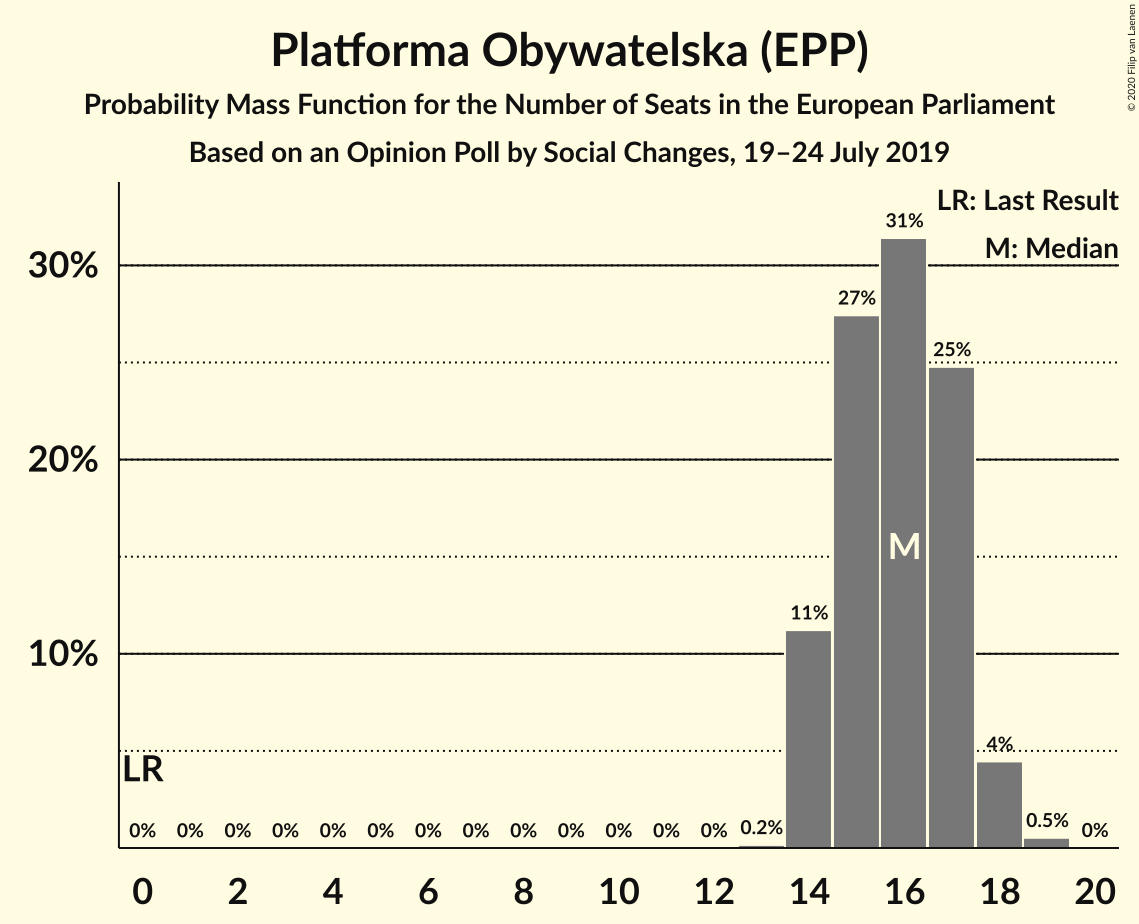 Platforma Obywatelska (EPP)
Probability Mass Function for the Number of Seats in the European Parliament
Based on an Opinion Poll by Social Changes, 19–24 July 2019
© 2020 Filip van Laenen
LR: Last Result
M: Median
30%
20%
10%
31%
27%
25%
11%
4%
M
LR
0% 0% 0% 0% 0% 0% 0% 0% 0% 0% 0% 0% 0% 0.2% 0.5% 0%
0 2 4 6 8 10 12 14 16 18 20